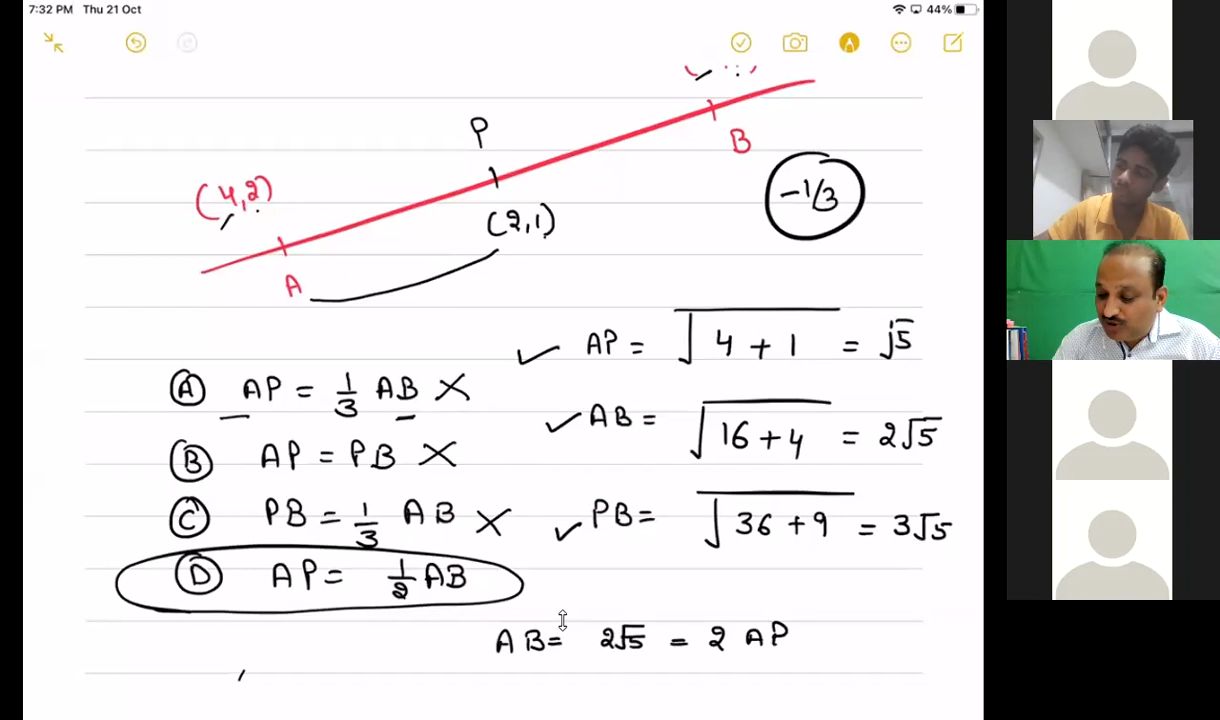 7:32 PM Thu 21 Oct 44%
P
B
(4,2)
-1/3
(2,1)
A
AP = √4+1 = √5
A AP = 1/3 AB X
AB = √16+4 = 2√5
B AP = PB X
C PB = 1/3 AB X
PB = √36+9 = 3√5
D AP = 1/2 AB
AB = 2√5 = 2 AP